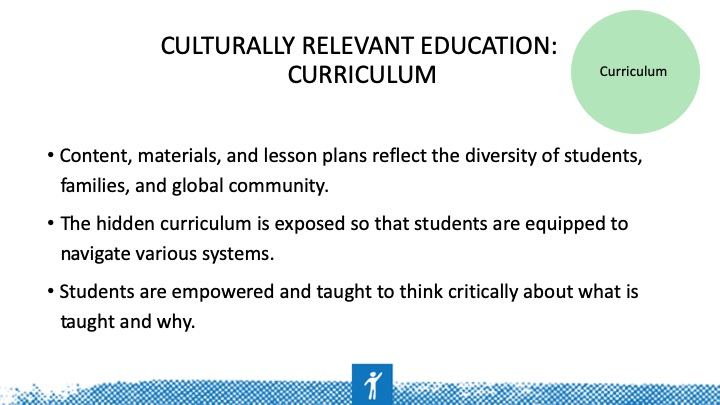 CULTURALLY RELEVANT EDUCATION:
CURRICULUM
Curriculum
• Content, materials, and lesson plans reflect the diversity of students,
families, and global community.
• The hidden curriculum is exposed so that students are equipped to
navigate various systems.
• Students are empowered and taught to think critically about what is
taught and why.